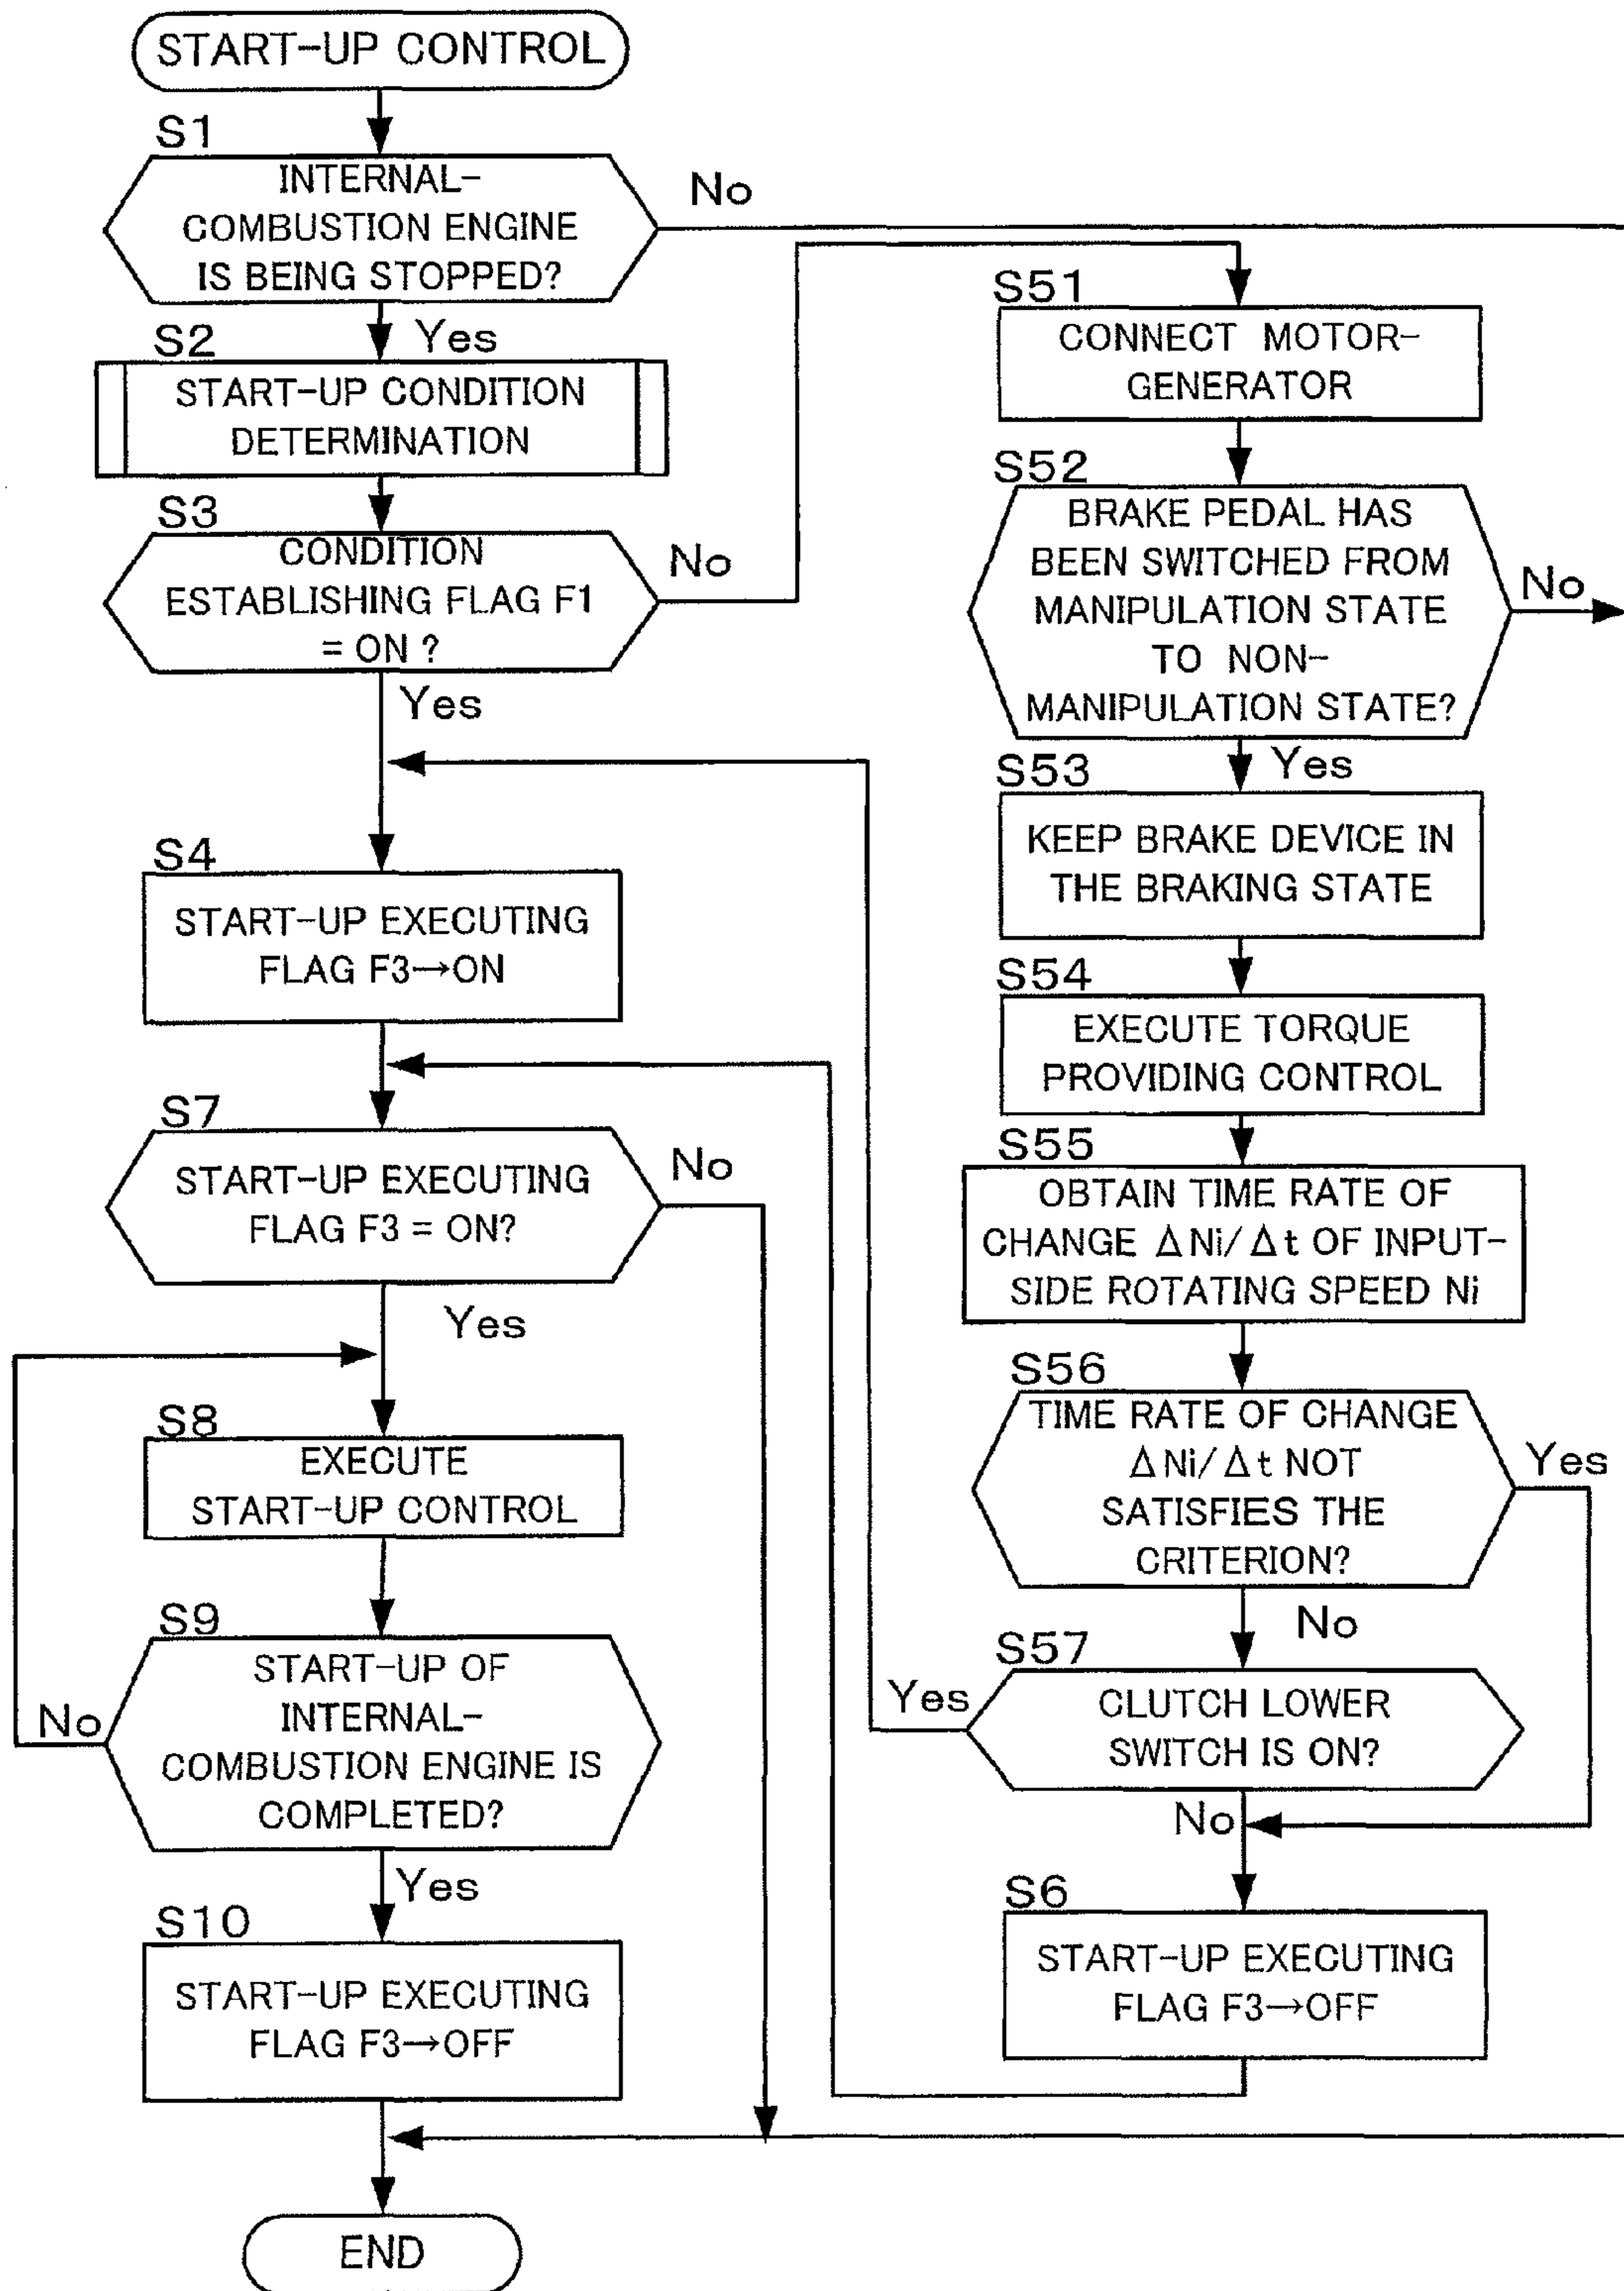 START-UP CONTROL
S1
INTERNAL-
COMBUSTION ENGINE
IS BEING STOPPED?
No
Yes
S2
START-UP CONDITION
DETERMINATION
S3
CONDITION
ESTABLISHING FLAG F1
= ON ?
No
Yes
S4
START-UP EXECUTING
FLAG F3→ON
S7
START-UP EXECUTING
FLAG F3 = ON?
No
Yes
S8
EXECUTE
START-UP CONTROL
S9
START-UP OF
INTERNAL-
COMBUSTION ENGINE IS
COMPLETED?
No
Yes
S10
START-UP EXECUTING
FLAG F3→OFF
END
S51
CONNECT MOTOR-
GENERATOR
S52
BRAKE PEDAL HAS
BEEN SWITCHED FROM
MANIPULATION STATE
TO NON-
MANIPULATION STATE?
No
Yes
S53
KEEP BRAKE DEVICE IN
THE BRAKING STATE
S54
EXECUTE TORQUE
PROVIDING CONTROL
S55
OBTAIN TIME RATE OF
CHANGE ΔNi/Δt OF INPUT-
SIDE ROTATING SPEED Ni
S56
TIME RATE OF CHANGE
ΔNi/Δt NOT
SATISFIES THE
CRITERION?
Yes
No
S57
CLUTCH LOWER
SWITCH IS ON?
Yes
No
S6
START-UP EXECUTING
FLAG F3→OFF